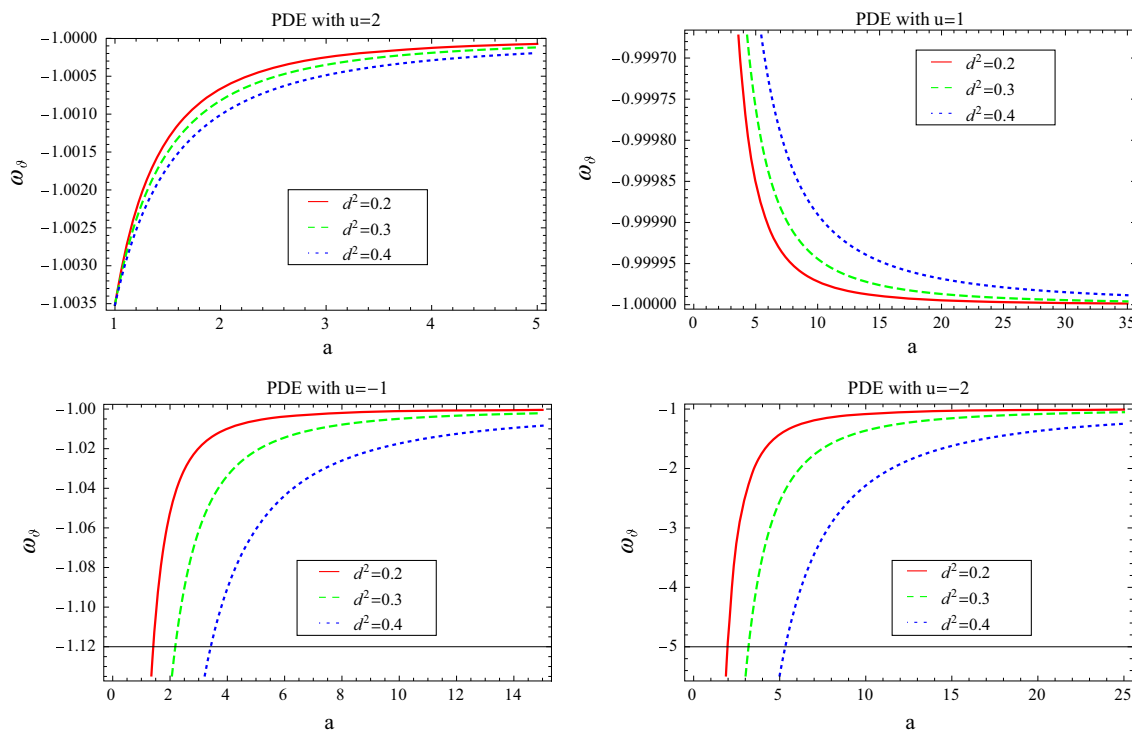 PDE with u=2
−1.0000
−1.0005
−1.0010
−1.0015
−1.0020
−1.0025
−1.0030
−1.0035
ω_ϑ
d²=0.2
d²=0.3
d²=0.4
1 2 3 4 5
a
PDE with u=1
−0.99970
−0.99975
−0.99980
−0.99985
−0.99990
−0.99995
−1.00000
ω_ϑ
d²=0.2
d²=0.3
d²=0.4
0 5 10 15 20 25 30 35
a
PDE with u=−1
−1.00
−1.02
−1.04
−1.06
−1.08
−1.10
−1.12
ω_ϑ
d²=0.2
d²=0.3
d²=0.4
0 2 4 6 8 10 12 14
a
PDE with u=−2
−1
−2
−3
−4
−5
ω_ϑ
d²=0.2
d²=0.3
d²=0.4
0 5 10 15 20 25
a